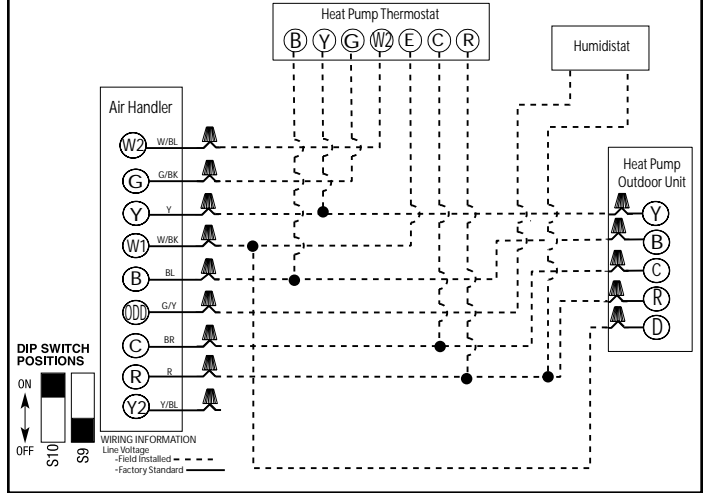 Heat Pump Thermostat
B Y G W2 E C R
Humidistat
Air Handler
W2 W/BL
G G/BK
Y Y
W1 W/BK
B BL
ODD G/Y
C BR
R R
Y2 Y/BL
Heat Pump
Outdoor Unit
Y
B
C
R
D
DIP SWITCH
POSITIONS
ON
OFF
S10 S9
WIRING INFORMATION
Line Voltage
-Field Installed
-Factory Standard